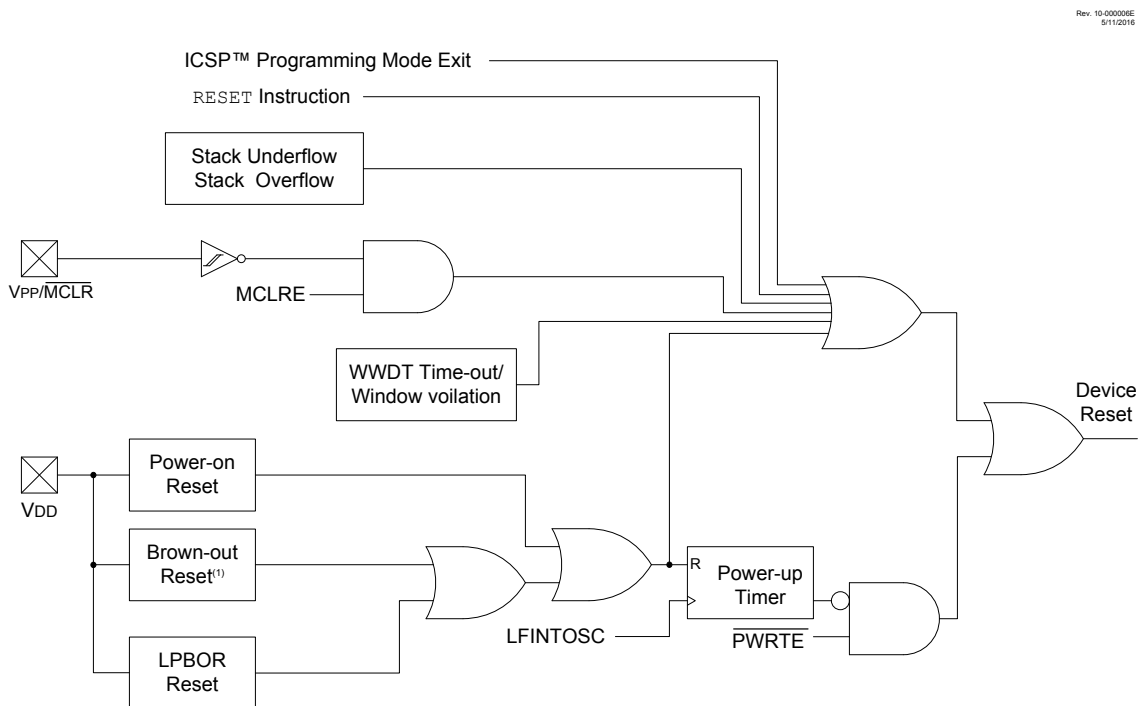 Rev. 10-000006E
5/11/2016
ICSP™ Programming Mode Exit
RESET Instruction
Stack Underflow
Stack Overflow
VPP/MCLR
MCLRE
WWDT Time-out/
Window voilation
Device
Reset
Power-on
Reset
VDD
Brown-out
Reset(1)
R
Power-up
Timer
LFINTOSC
PWRTE
LPBOR
Reset